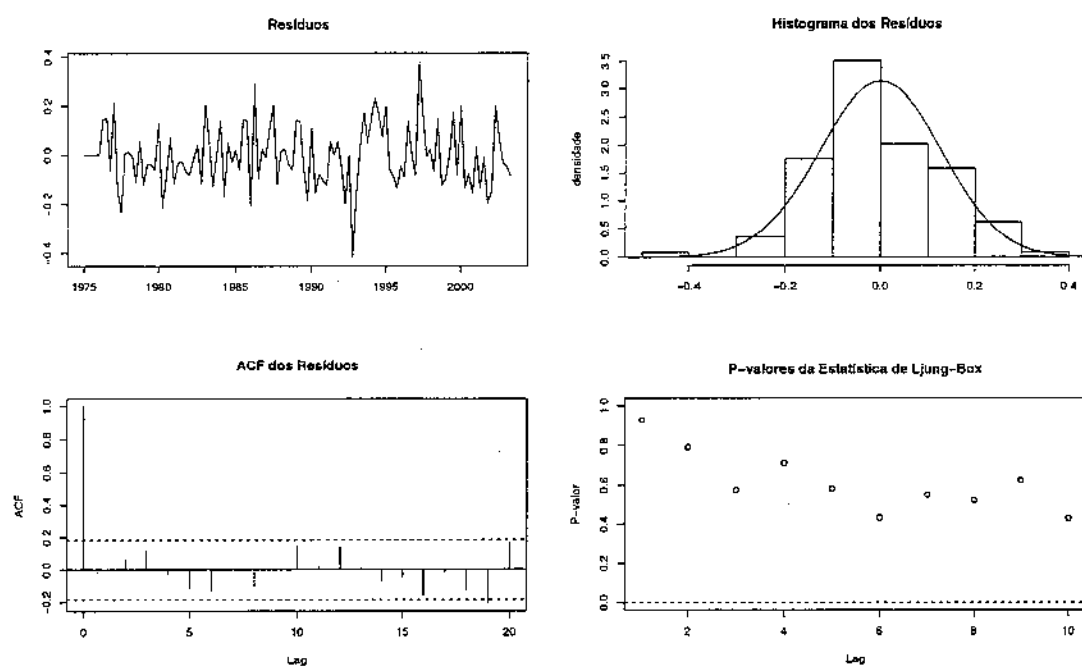 Resíduos
0.4
0.2
0.0
-0.2
-0.4
1975 1980 1985 1990 1995 2000
Histograma dos Resíduos
densidade
3.5
3.0
2.5
2.0
1.5
1.0
0.5
0.0
-0.4 -0.2 0.0 0.2 0.4
ACF dos Resíduos
ACF
1.0
0.8
0.6
0.4
0.2
0.0
-0.2
0 5 10 15 20
Lag
P-valores da Estatística de Ljung-Box
P-valor
1.0
0.8
0.6
0.4
0.2
0.0
2 4 6 8 10
Lag